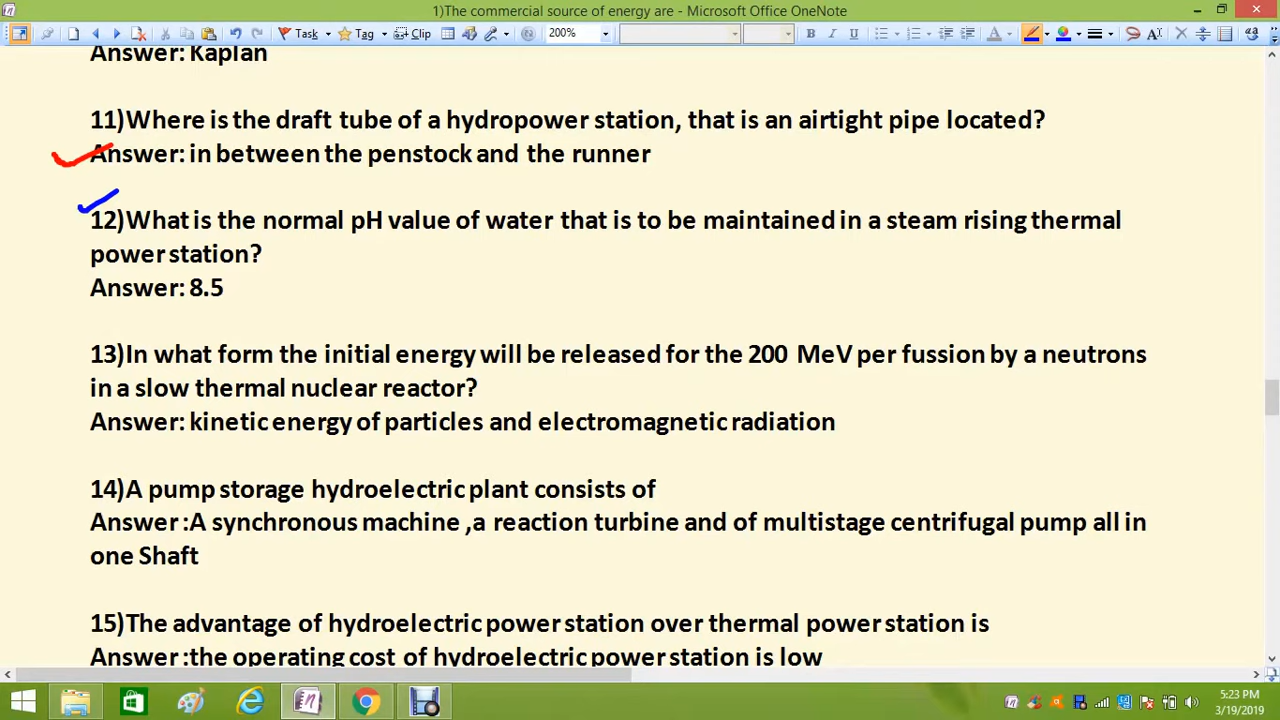 1)The commercial source of energy are - Microsoft Office OneNote
Task Tag Clip 200%
Answer: Kaplan
11)Where is the draft tube of a hydropower station, that is an airtight pipe located?
Answer: in between the penstock and the runner
12)What is the normal pH value of water that is to be maintained in a steam rising thermal
power station?
Answer: 8.5
13)In what form the initial energy will be released for the 200 MeV per fussion by a neutrons
in a slow thermal nuclear reactor?
Answer: kinetic energy of particles and electromagnetic radiation
14)A pump storage hydroelectric plant consists of
Answer :A synchronous machine ,a reaction turbine and of multistage centrifugal pump all in
one Shaft
15)The advantage of hydroelectric power station over thermal power station is
Answer :the operating cost of hydroelectric power station is low
5:23 PM
3/19/2019